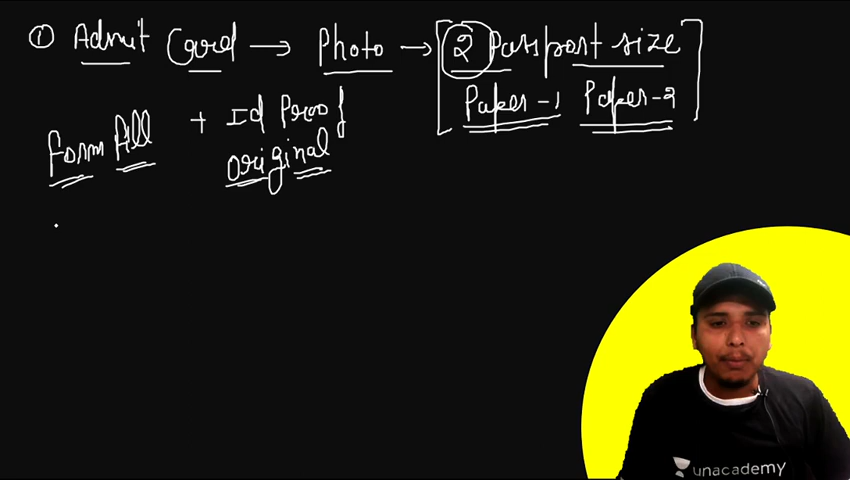 ① Admit Card → Photo → [2 Passport size
Paper-1 Paper-2]
form fill + Id Proof
original
unacademy